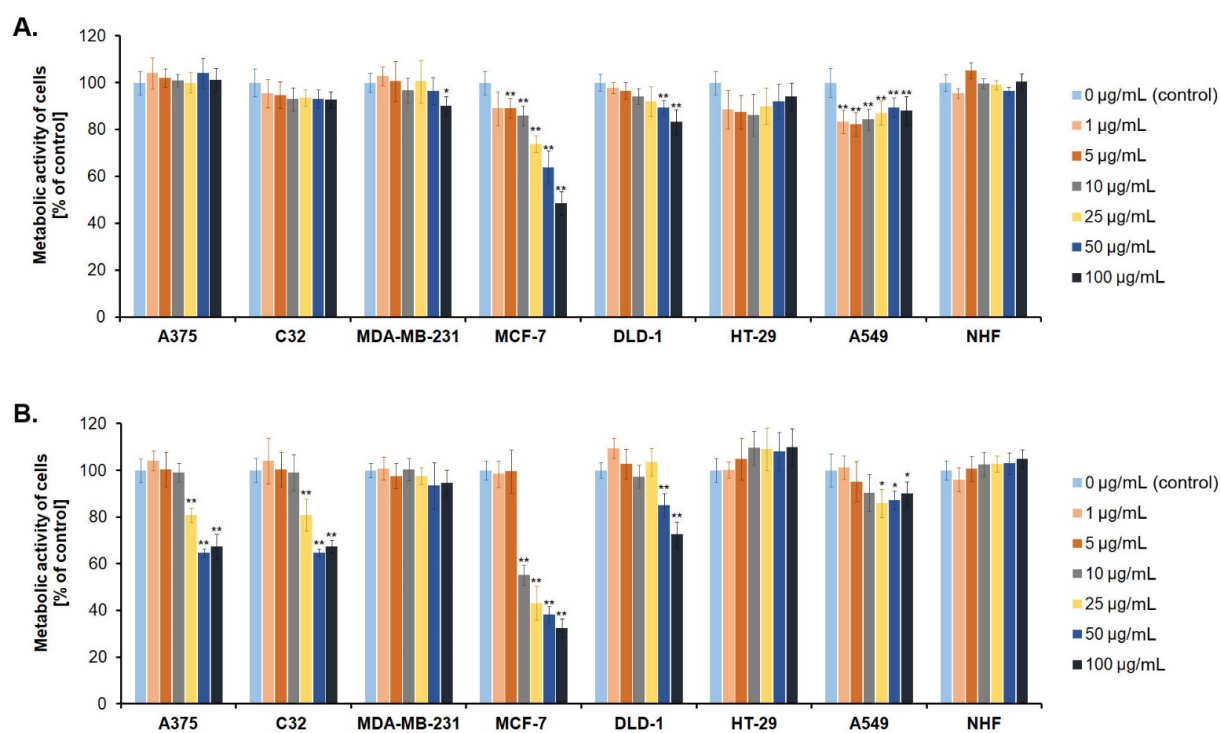 A.
Metabolic activity of cells
[% of control]
120
100
80
60
40
20
0
** ** ** ** ** **
* ** ** ** ** ** ** ** ** ** **
A375 C32 MDA-MB-231 MCF-7 DLD-1 HT-29 A549 NHF
0 µg/mL (control)
1 µg/mL
5 µg/mL
10 µg/mL
25 µg/mL
50 µg/mL
100 µg/mL
B.
Metabolic activity of cells
[% of control]
120
100
80
60
40
20
0
** ** ** ** ** ** ** ** ** ** ** ** * * *
A375 C32 MDA-MB-231 MCF-7 DLD-1 HT-29 A549 NHF
0 µg/mL (control)
1 µg/mL
5 µg/mL
10 µg/mL
25 µg/mL
50 µg/mL
100 µg/mL